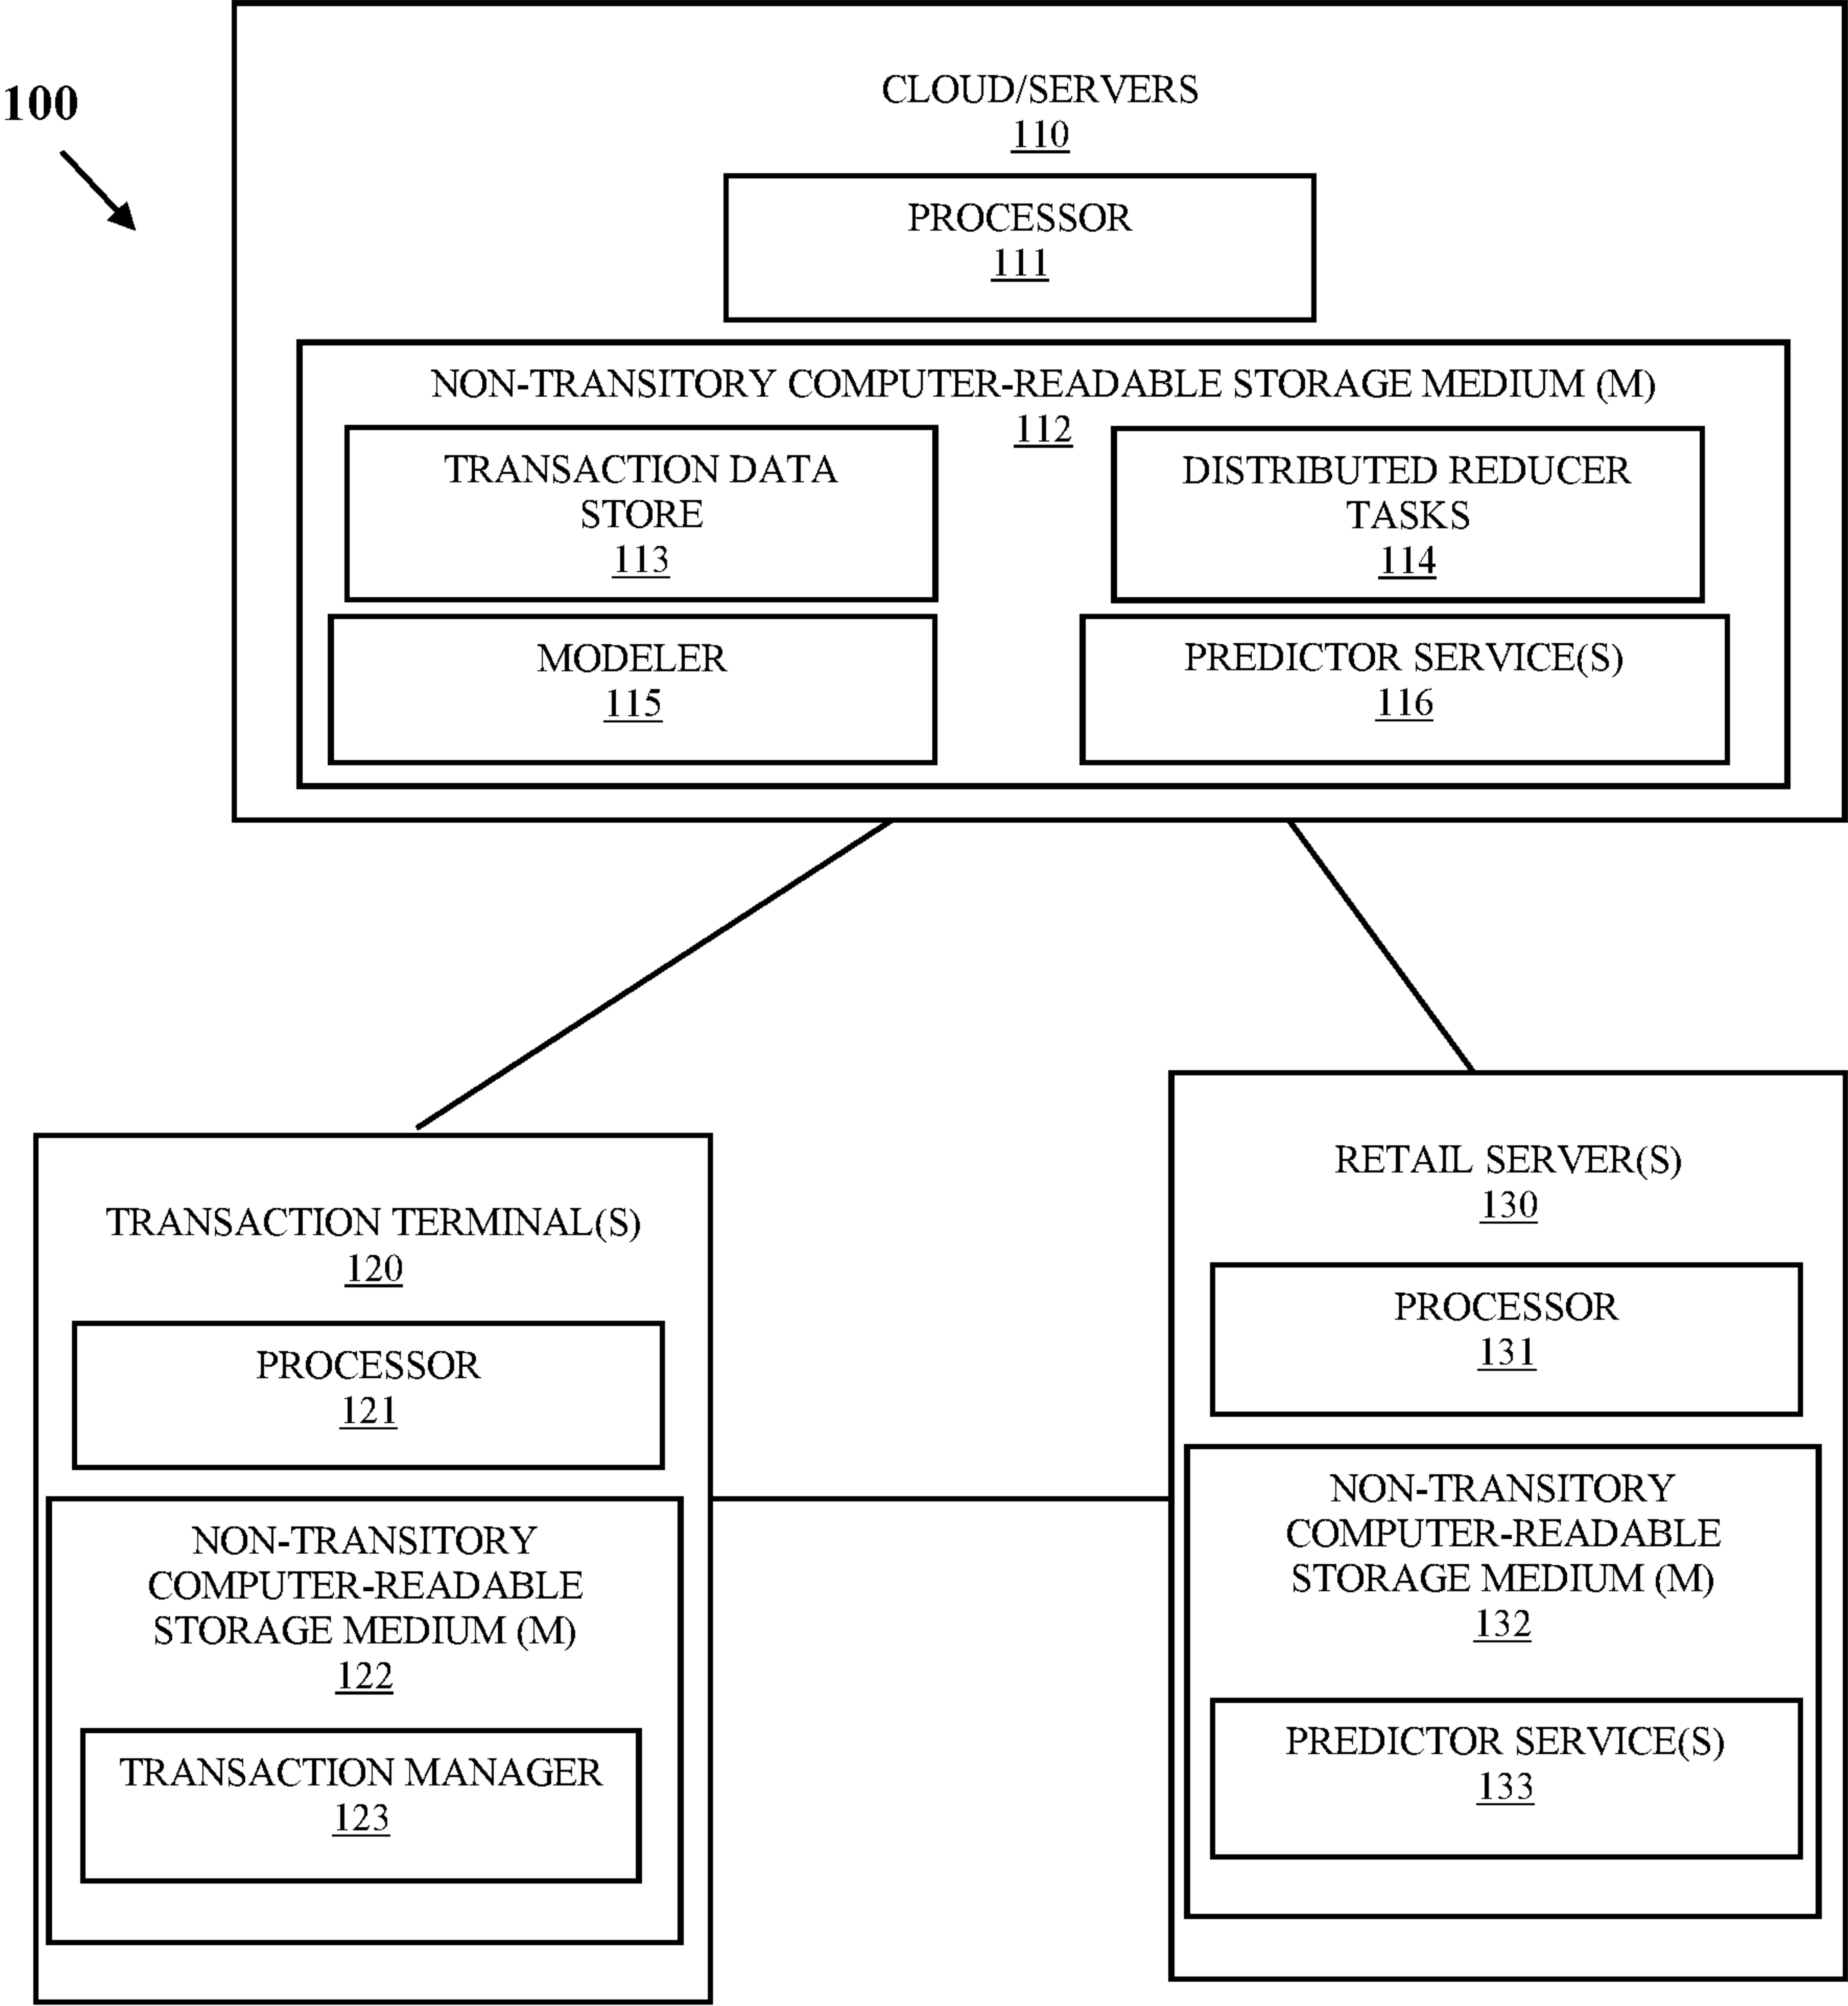 100
CLOUD/SERVERS
110
PROCESSOR
111
NON-TRANSITORY COMPUTER-READABLE STORAGE MEDIUM (M)
112
TRANSACTION DATA
STORE
113
DISTRIBUTED REDUCER
TASKS
114
MODELER
115
PREDICTOR SERVICE(S)
116
TRANSACTION TERMINAL(S)
120
PROCESSOR
121
NON-TRANSITORY
COMPUTER-READABLE
STORAGE MEDIUM (M)
122
TRANSACTION MANAGER
123
RETAIL SERVER(S)
130
PROCESSOR
131
NON-TRANSITORY
COMPUTER-READABLE
STORAGE MEDIUM (M)
132
PREDICTOR SERVICE(S)
133